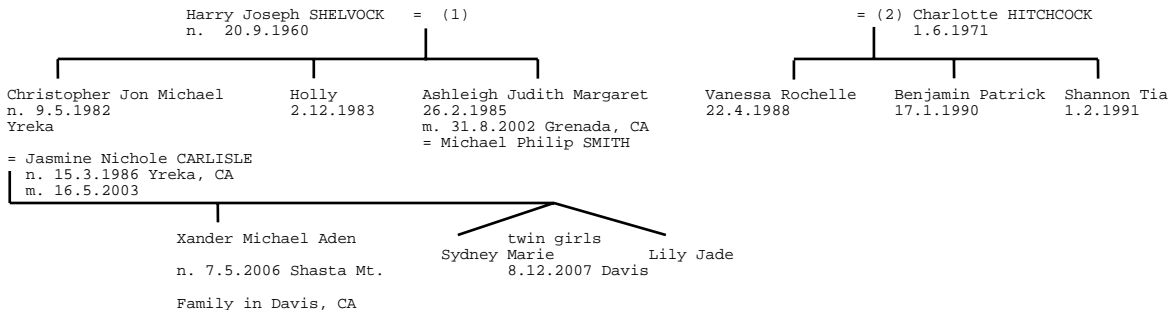 Harry Joseph SHELVOCK = (1) = (2) Charlotte HITCHCOCK
n. 20.9.1960 1.6.1971
Christopher Jon Michael Holly Ashleigh Judith Margaret Vanessa Rochelle Benjamin Patrick Shannon Tia
n. 9.5.1982 2.12.1983 26.2.1985 22.4.1988 17.1.1990 1.2.1991
Yreka m. 31.8.2002 Grenada, CA
= Michael Philip SMITH
= Jasmine Nichole CARLISLE
n. 15.3.1986 Yreka, CA
m. 16.5.2003
Xander Michael Aden twin girls
Sydney Marie Lily Jade
n. 7.5.2006 Shasta Mt. 8.12.2007 Davis
Family in Davis, CA